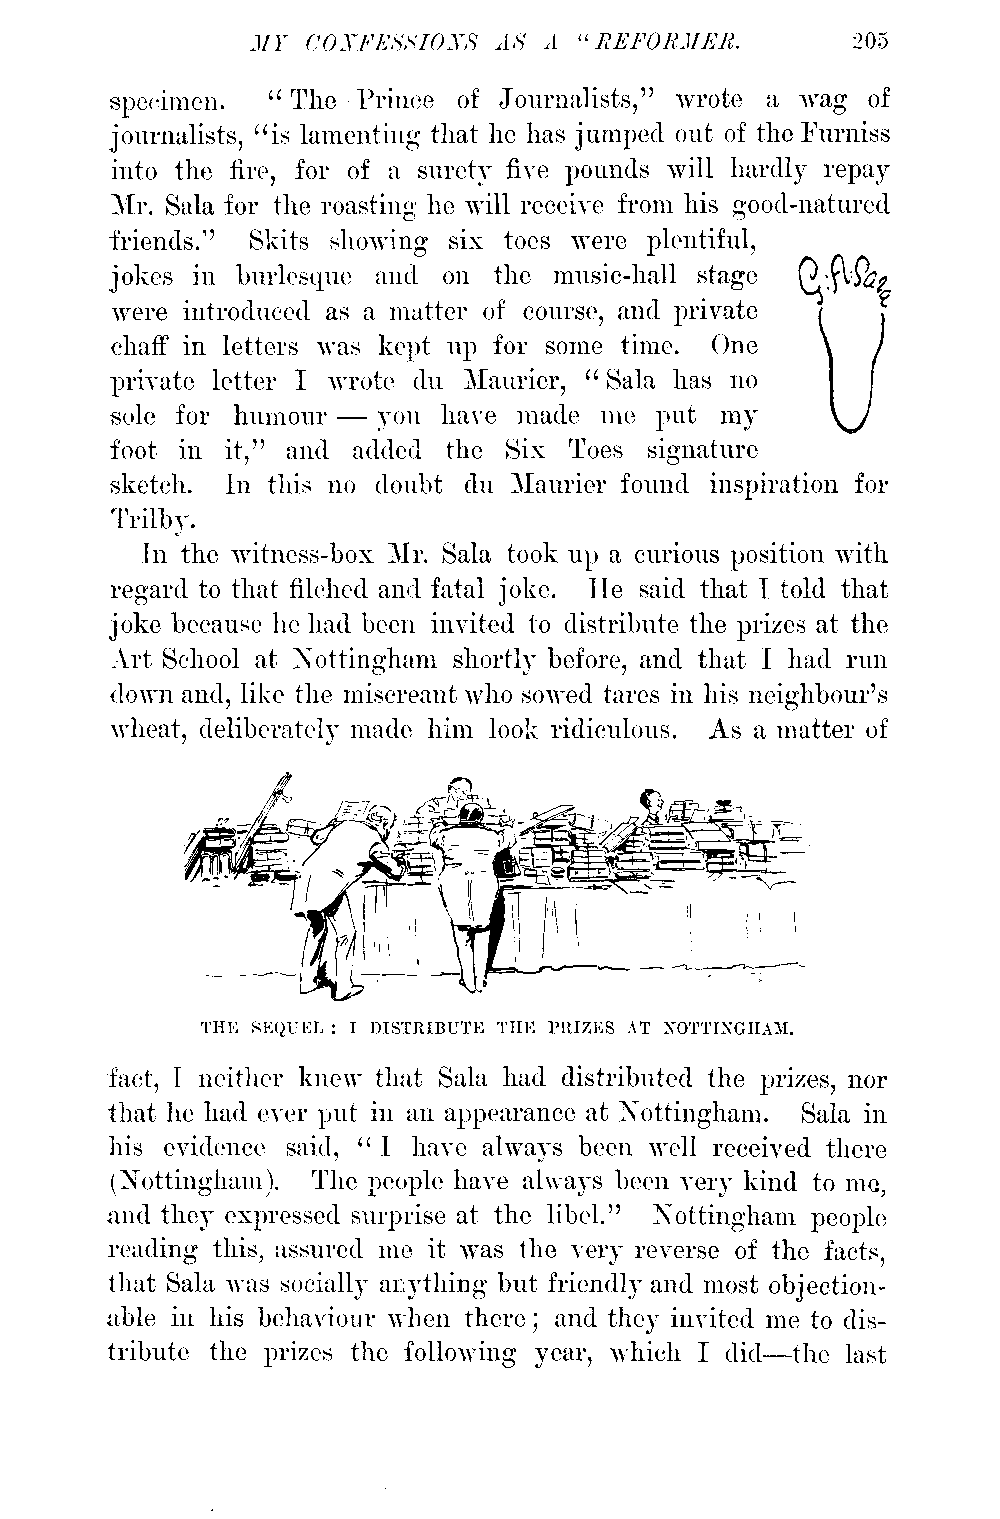 MY CONFESSIONS AS A "REFORMER. 205
specimen. "The Prince of Journalists," wrote a wag of
journalists, "is lamenting that he has jumped out of the Furniss
into the fire, for of a surety five pounds will hardly repay
Mr. Sala for the roasting he will receive from his good-natured
friends." Skits showing six toes were plentiful,
jokes in burlesque and on the music-hall stage
were introduced as a matter of course, and private
chaff in letters was kept up for some time. One
private letter I wrote du Maurier, "Sala has no
sole for humour — you have made me put my
foot in it," and added the Six Toes signature
sketch. In this no doubt du Maurier found inspiration for
Trilby.
G.A.Sala
In the witness-box Mr. Sala took up a curious position with
regard to that filched and fatal joke. He said that I told that
joke because he had been invited to distribute the prizes at the
Art School at Nottingham shortly before, and that I had run
down and, like the miscreant who sowed tares in his neighbour's
wheat, deliberately made him look ridiculous. As a matter of
THE SEQUEL: I DISTRIBUTE THE PRIZES AT NOTTINGHAM.
fact, I neither knew that Sala had distributed the prizes, nor
that he had ever put in an appearance at Nottingham. Sala in
his evidence said, "I have always been well received there
(Nottingham). The people have always been very kind to me,
and they expressed surprise at the libel." Nottingham people
reading this, assured me it was the very reverse of the facts,
that Sala was socially anything but friendly and most objection-
able in his behaviour when there; and they invited me to dis-
tribute the prizes the following year, which I did—the last